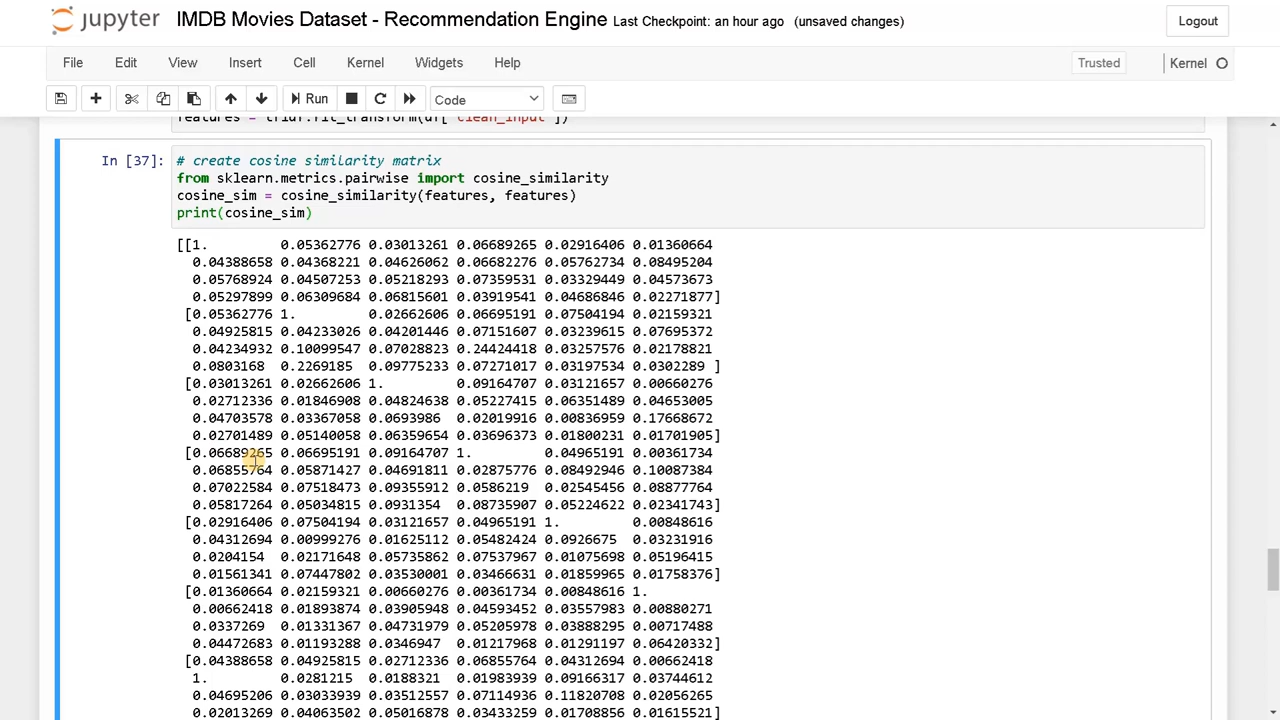 jupyter IMDB Movies Dataset - Recommendation Engine Last Checkpoint: an hour ago (unsaved changes) Logout
File Edit View Insert Cell Kernel Widgets Help Trusted Kernel
Run Code
features = tfidf.fit_transform(df['clean_input'])
In [37]: # create cosine similarity matrix
from sklearn.metrics.pairwise import cosine_similarity
cosine_sim = cosine_similarity(features, features)
print(cosine_sim)
[[1. 0.05362776 0.03013261 0.06689265 0.02916406 0.01360664
0.04388658 0.04368221 0.04626062 0.06682276 0.05762734 0.08495204
0.05768924 0.04507253 0.05218293 0.07359531 0.03329449 0.04573673
0.05297899 0.06309684 0.06815601 0.03919541 0.04686846 0.02271877]
[0.05362776 1. 0.02662606 0.06695191 0.07504194 0.02159321
0.04925815 0.04233026 0.04201446 0.07151607 0.03239615 0.07695372
0.04234932 0.10099547 0.07028823 0.24424418 0.03257576 0.02178821
0.0803168 0.2269185 0.09775233 0.07271017 0.03197534 0.0302289 ]
[0.03013261 0.02662606 1. 0.09164707 0.03121657 0.00660276
0.02712336 0.01846908 0.04824638 0.05227415 0.06351489 0.04653005
0.04703578 0.03367058 0.0693986 0.02019916 0.00836959 0.17668672
0.02701489 0.05140058 0.06359654 0.03696373 0.01800231 0.01701905]
[0.06689265 0.06695191 0.09164707 1. 0.04965191 0.00361734
0.06855764 0.05871427 0.04691811 0.02875776 0.08492946 0.10087384
0.07022584 0.07518473 0.09355912 0.0586219 0.02545456 0.08877764
0.05817264 0.05034815 0.0931354 0.08735907 0.05224622 0.02341743]
[0.02916406 0.07504194 0.03121657 0.04965191 1. 0.00848616
0.04312694 0.00999276 0.01625112 0.05482424 0.0926675 0.03231916
0.0204154 0.02171648 0.05735862 0.07537967 0.01075698 0.05196415
0.01561341 0.07447802 0.03530001 0.03466631 0.01859965 0.01758376]
[0.01360664 0.02159321 0.00660276 0.00361734 0.00848616 1.
0.00662418 0.01893874 0.03905948 0.04593452 0.03557983 0.00880271
0.0337269 0.01331367 0.04731979 0.05205978 0.03888295 0.00717488
0.04472683 0.01193288 0.0346947 0.01217968 0.01291197 0.06420332]
[0.04388658 0.04925815 0.02712336 0.06855764 0.04312694 0.00662418
1. 0.0281215 0.0188321 0.01983939 0.09166317 0.03744612
0.04695206 0.03033939 0.03512557 0.07114936 0.11820708 0.02056265
0.02013269 0.04063502 0.05016878 0.03433259 0.01708856 0.01615521]